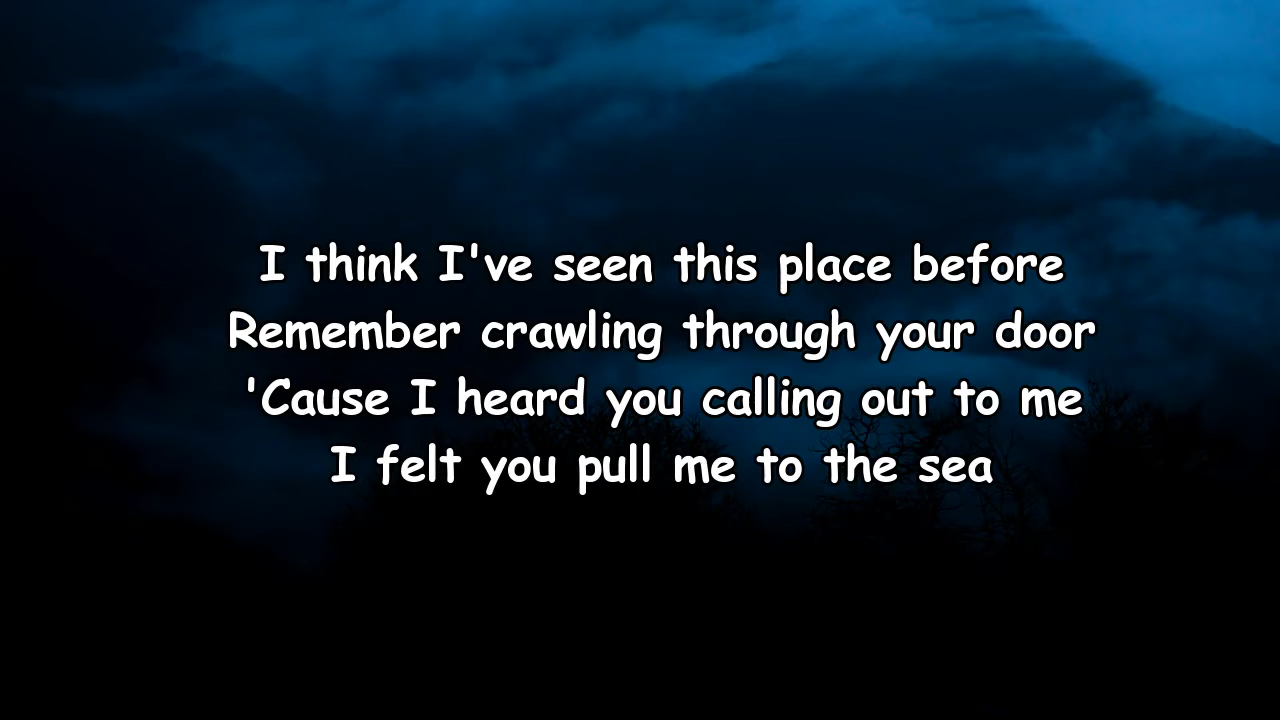 I think I've seen this place before
Remember crawling through your door
'Cause I heard you calling out to me
I felt you pull me to the sea